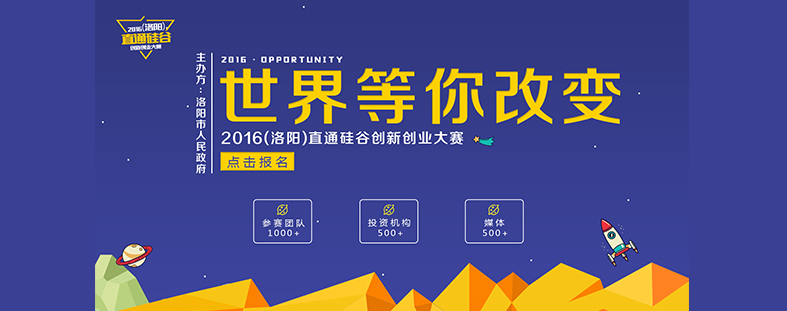 2016(洛阳)
直通硅谷
创新创业大赛
主办方：洛阳市人民政府
2016 · OPPORTUNITY
世界等你改变
2016(洛阳)直通硅谷创新创业大赛
点击报名
参赛团队
1000+
投资机构
500+
媒体
500+